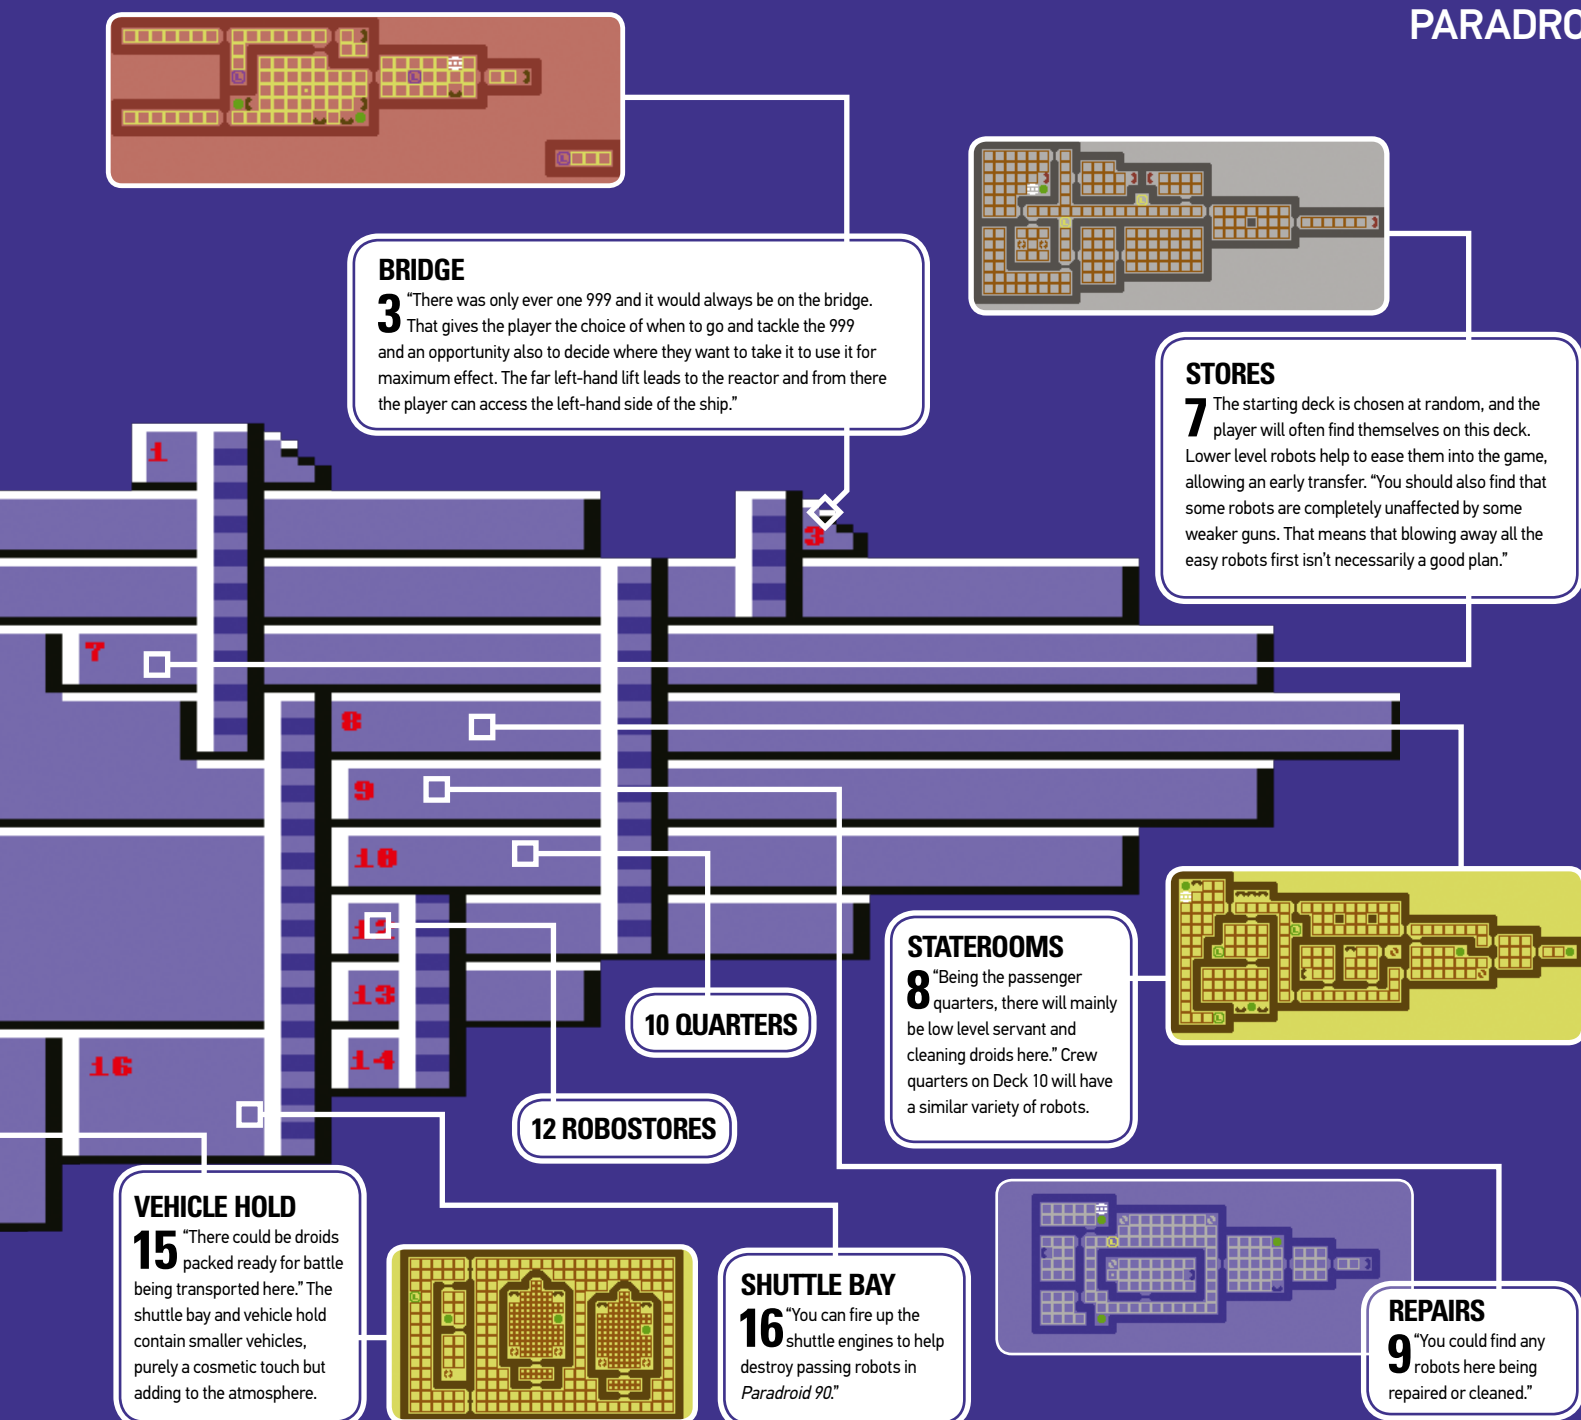 PARADRO
BRIDGE
3 “There was only ever one 999 and it would always be on the bridge.
That gives the player the choice of when to go and tackle the 999
and an opportunity also to decide where they want to take it to use it for
maximum effect. The far left-hand lift leads to the reactor and from there
the player can access the left-hand side of the ship.”
STORES
7 The starting deck is chosen at random, and the
player will often find themselves on this deck.
Lower level robots help to ease them into the game,
allowing an early transfer. “You should also find that
some robots are completely unaffected by some
weaker guns. That means that blowing away all the
easy robots first isn’t necessarily a good plan.”
1
3
7
8
9
10
13
14
16
STATEROOMS
8 “Being the passenger
quarters, there will mainly
be low level servant and
cleaning droids here.” Crew
quarters on Deck 10 will have
a similar variety of robots.
10 QUARTERS
12 ROBOSTORES
VEHICLE HOLD
15 “There could be droids
packed ready for battle
being transported here.” The
shuttle bay and vehicle hold
contain smaller vehicles,
purely a cosmetic touch but
adding to the atmosphere.
SHUTTLE BAY
16 “You can fire up the
shuttle engines to help
destroy passing robots in
Paradroid 90.”
REPAIRS
9 “You could find any
robots here being
repaired or cleaned.”